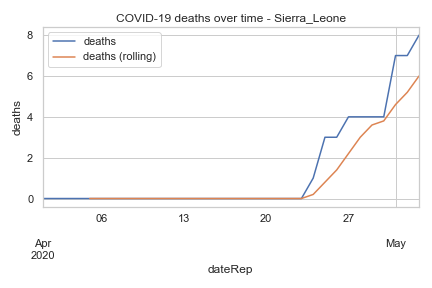 COVID-19 deaths over time - Sierra_Leone
deaths
deaths (rolling)
8
6
4
2
0
deaths
06
13
20
27
Apr
2020
May
dateRep